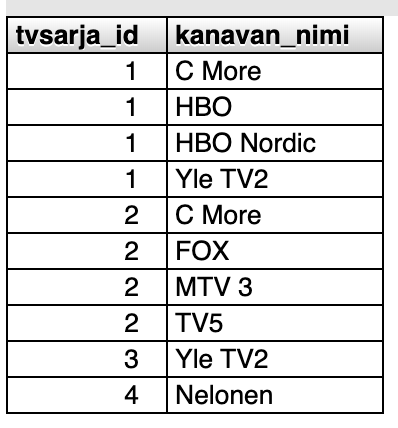 tvsarja_id kanavan_nimi
1 C More
1 HBO
1 HBO Nordic
1 Yle TV2
2 C More
2 FOX
2 MTV 3
2 TV5
3 Yle TV2
4 Nelonen